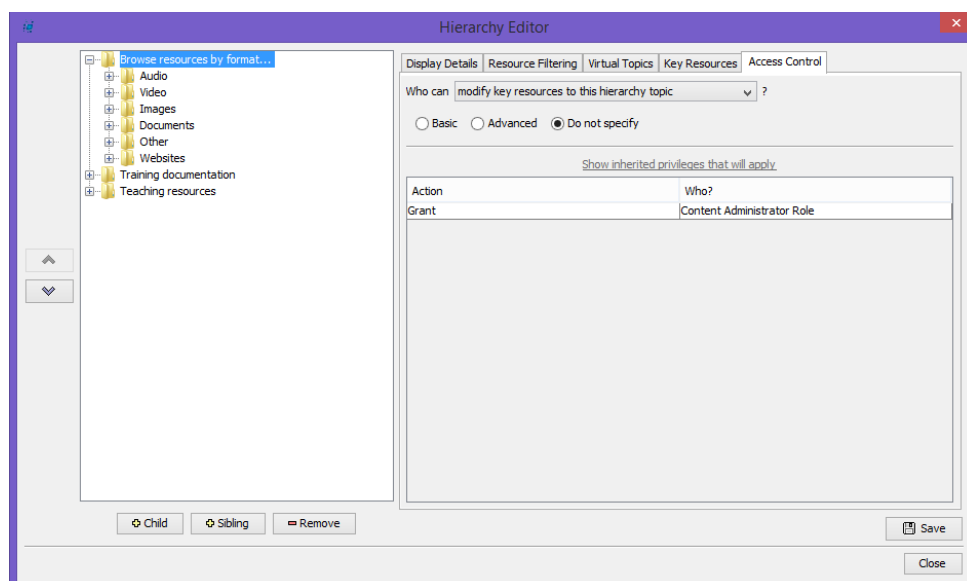 Hierarchy Editor
Browse resources by format...
Audio
Video
Images
Documents
Other
Websites
Training documentation
Teaching resources
Child Sibling Remove
Display Details Resource Filtering Virtual Topics Key Resources Access Control
Who can modify key resources to this hierarchy topic ?
Basic Advanced Do not specify
Show inherited privileges that will apply
Action Who?
Grant Content Administrator Role
Save
Close